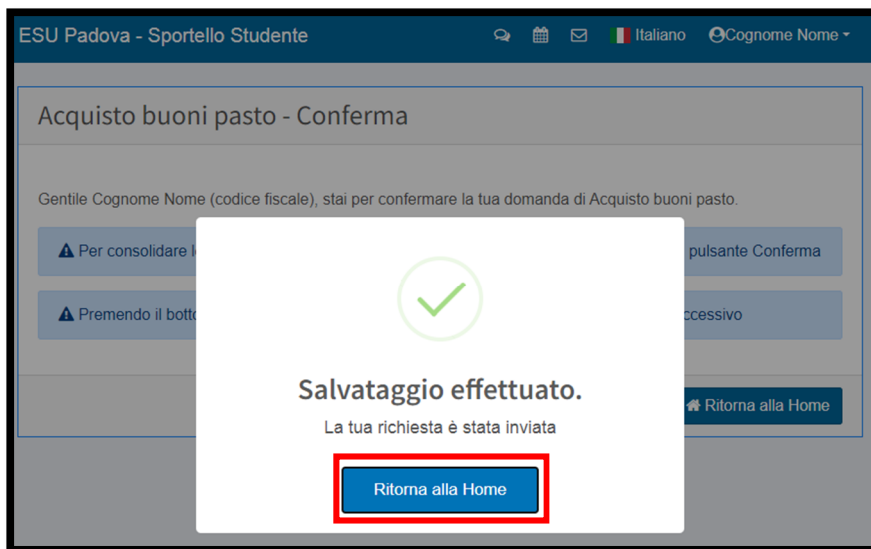 ESU Padova - Sportello Studente Italiano Cognome Nome
Acquisto buoni pasto - Conferma
Gentile Cognome Nome (codice fiscale), stai per confermare la tua domanda di Acquisto buoni pasto.
Per consolidare pulsante Conferma
Premendo il
Salvataggio effettuato.
La tua richiesta è stata inviata
Ritorna alla Home
Ritorna alla Home